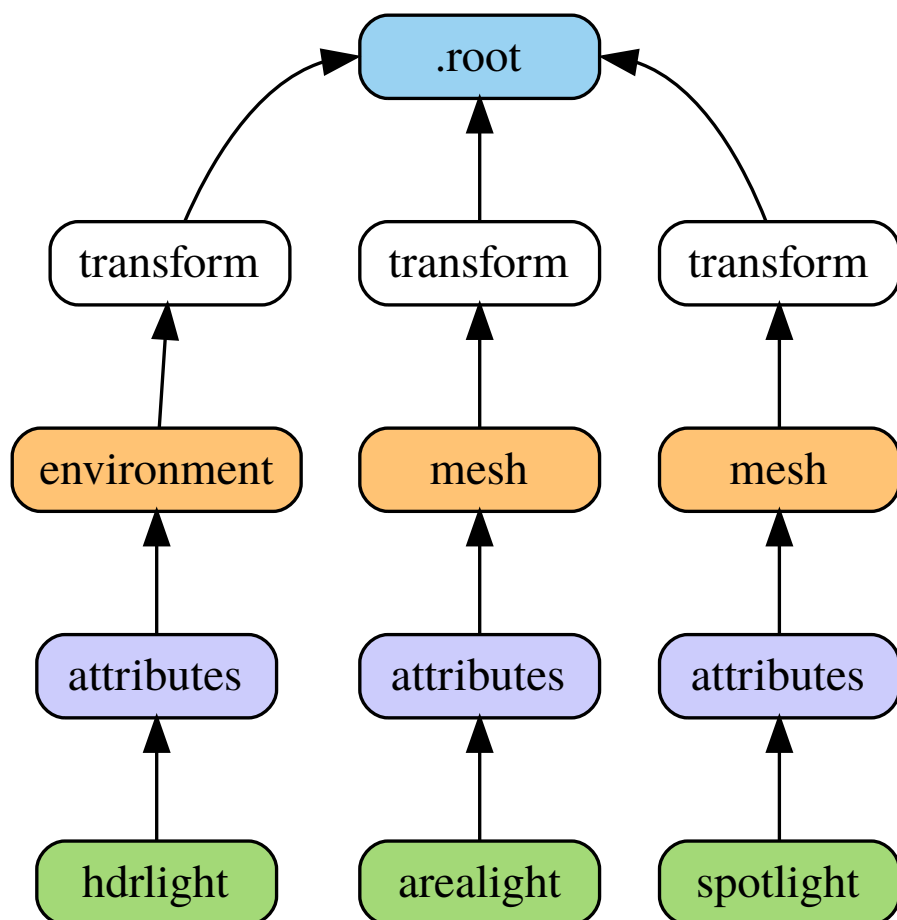 .root
transform
transform
transform
environment
mesh
mesh
attributes
attributes
attributes
hdrlight
arealight
spotlight